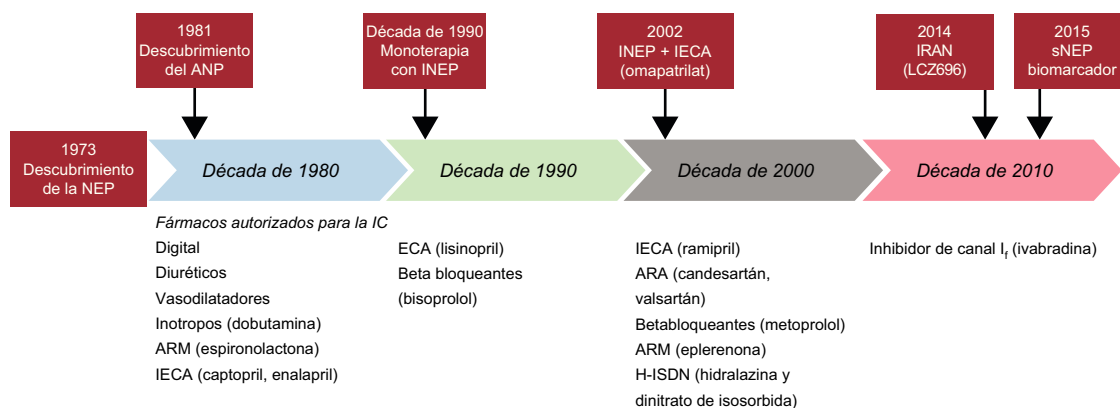 1981
Descubrimiento
del ANP
Década de 1990
Monoterapia
con INEP
2002
INEP + IECA
(omapatrilat)
2014
IRAN
(LCZ696)
2015
sNEP
biomarcador
1973
Descubrimiento
de la NEP
Década de 1980
Década de 1990
Década de 2000
Década de 2010
Fármacos autorizados para la IC
Digital
Diuréticos
Vasodilatadores
Inotropos (dobutamina)
ARM (espironolactona)
IECA (captopril, enalapril)
ECA (lisinopril)
Beta bloqueantes
(bisoprolol)
IECA (ramipril)
ARA (candesartán,
valsartán)
Betabloqueantes (metoprolol)
ARM (eplerenona)
H-ISDN (hidralazina y
dinitrato de isosorbida)
Inhibidor de canal If (ivabradina)